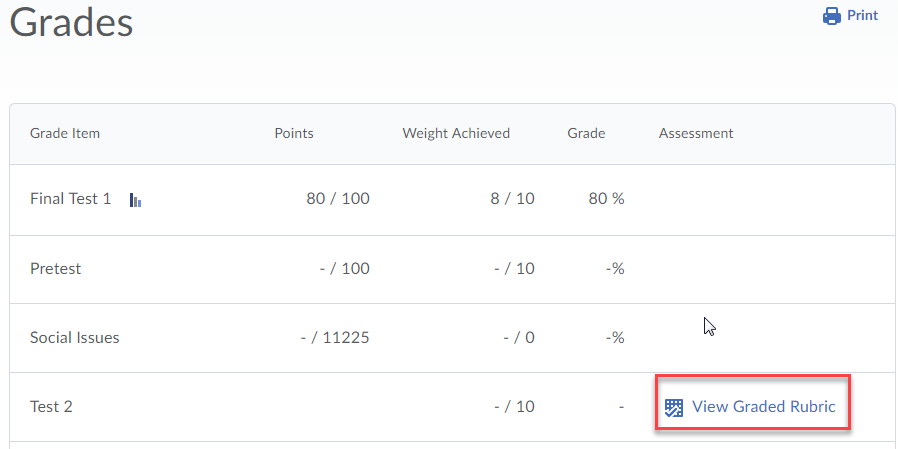 Grades
Print
Grade Item Points Weight Achieved Grade Assessment
Final Test 1 80 / 100 8 / 10 80 %
Pretest - / 100 - / 10 -%
Social Issues - / 11225 - / 0 -%
Test 2 - / 10 - View Graded Rubric